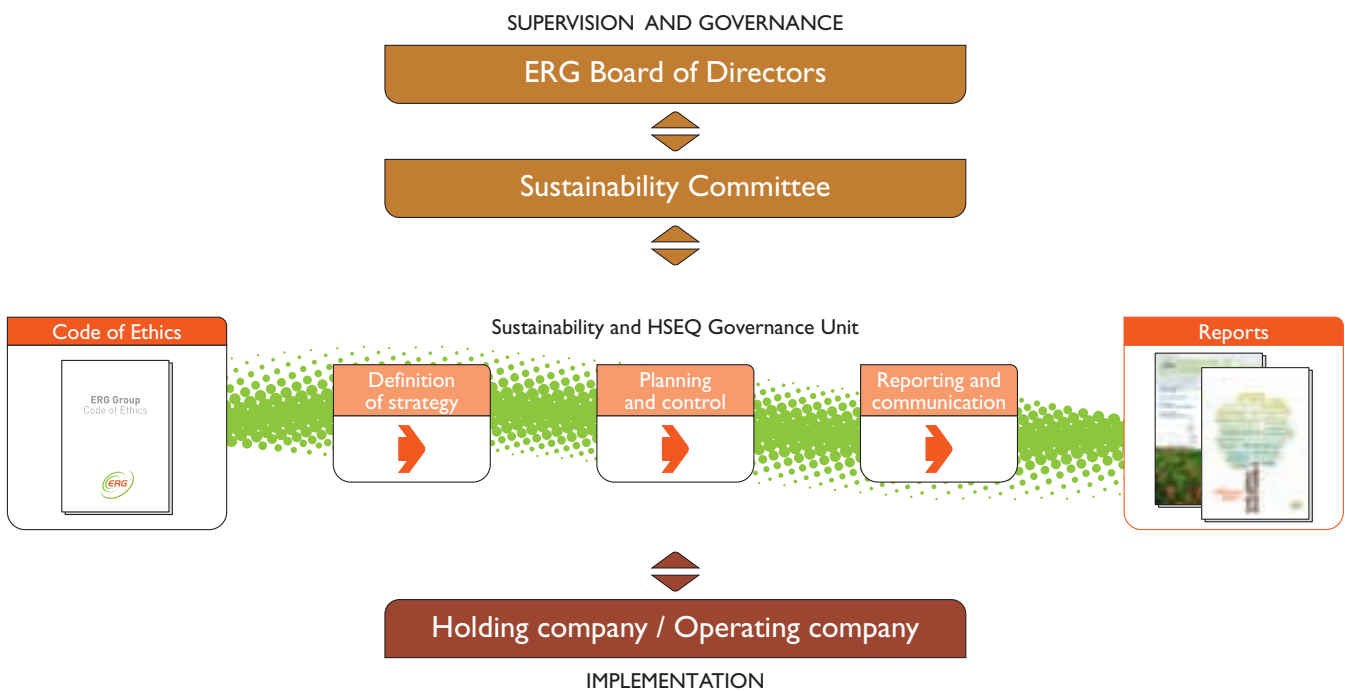 SUPERVISION AND GOVERNANCE
ERG Board of Directors
Sustainability Committee
Sustainability and HSEQ Governance Unit
Code of Ethics
ERG Group
Code of Ethics
ERG
Definition
of strategy
Planning
and control
Reporting and
communication
Reports
Holding company / Operating company
IMPLEMENTATION